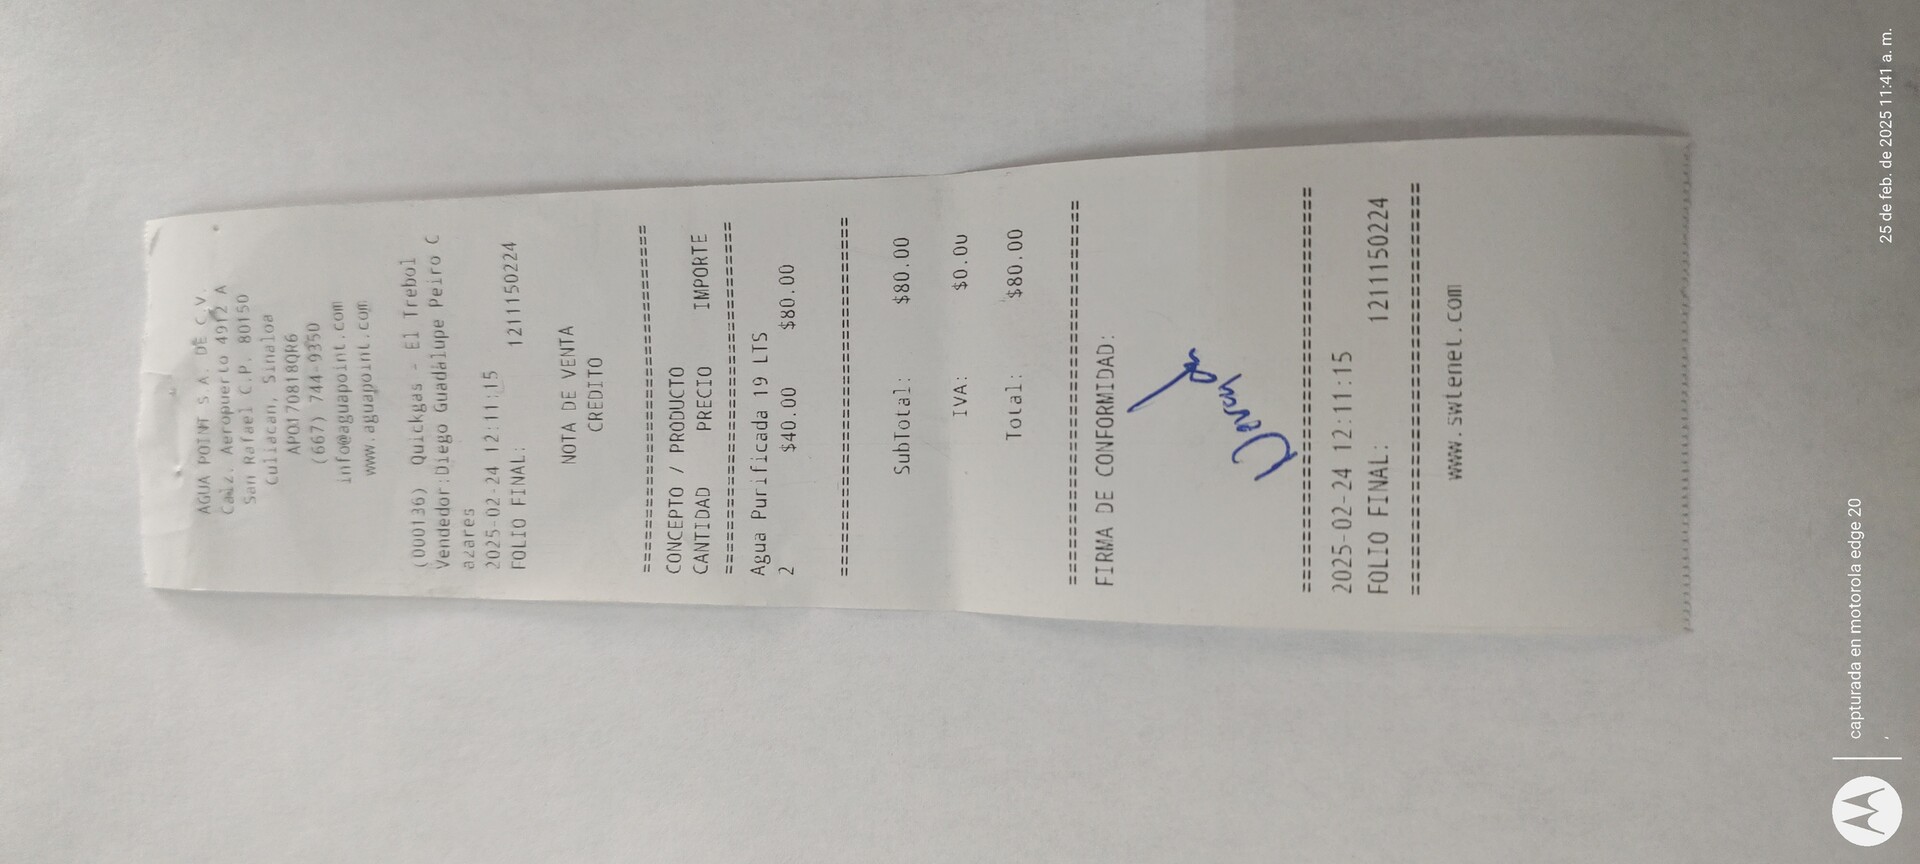 AGUA POINT S.A. DE C.V.
Calz. Aeropuerto 4912 A
San Rafael C.P. 80150
Culiacan, Sinaloa
APO170818QR6
(667) 744-9350
info@aguapoint.com
www.aguapoint.com
(000136) Quickgas - El Trebol
Vendedor:Diego Guadalupe Peiro C
azares
2025-02-24 12:11:15
FOLIO FINAL: 1211150224
NOTA DE VENTA
CREDITO
================================
CONCEPTO / PRODUCTO
CANTIDAD PRECIO IMPORTE
================================
Agua Purificada 19 LTS
2 $40.00 $80.00
================================
SubTotal: $80.00
IVA: $0.00
Total: $80.00
================================
FIRMA DE CONFORMIDAD:
================================
2025-02-24 12:11:15
FOLIO FINAL: 1211150224
================================
www.swtenet.com
capturada en motorola edge 20
25 de feb. de 2025 11:41 a. m.